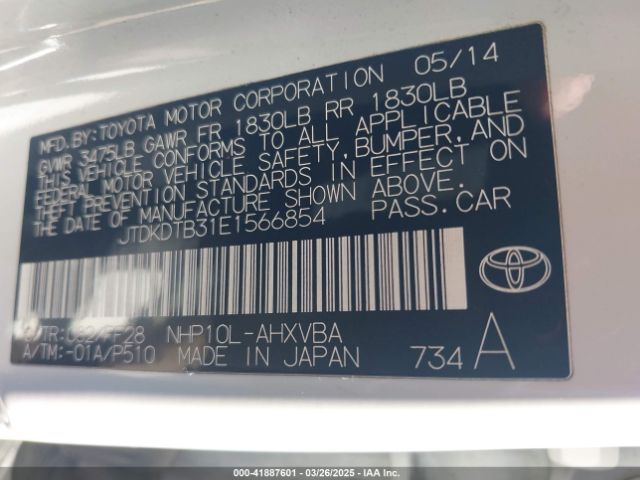 MFD.BY:TOYOTA MOTOR CORPORATION 05/14
GVWR 3475LB GAWR FR 1830LB RR 1830LB
THIS VEHICLE CONFORMS TO ALL APPLICABLE
FEDERAL MOTOR VEHICLE SAFETY,BUMPER,AND
THEFT PREVENTION STANDARDS IN EFFECT ON
THE DATE OF MANUFACTURE SHOWN ABOVE.
JTDKDTB31E1566854 PASS.CAR
C/TR:082/FF28 NHP10L-AHXVBA
A/TM:-01A/P510 MADE IN JAPAN 734 A
000-41887601 - 03/26/2025 - IAA Inc.